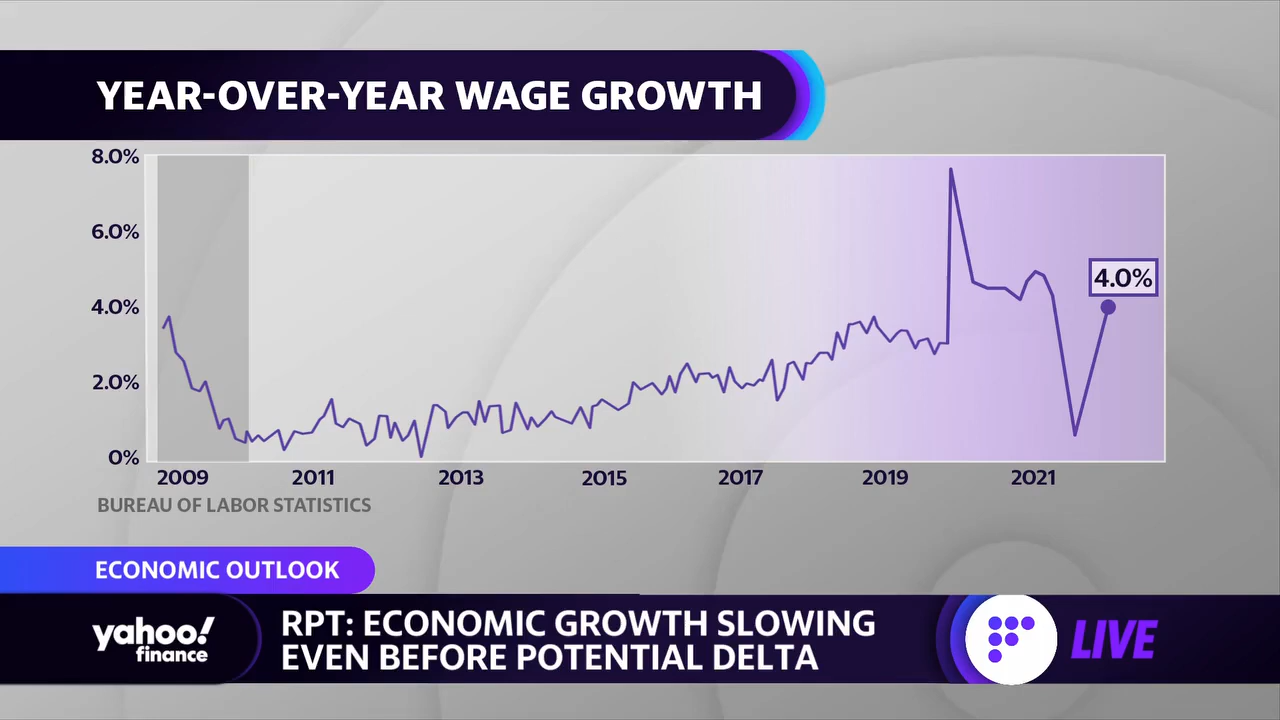 YEAR-OVER-YEAR WAGE GROWTH
8.0%
6.0%
4.0%
2.0%
0%
4.0%
2009 2011 2013 2015 2017 2019 2021
BUREAU OF LABOR STATISTICS
ECONOMIC OUTLOOK
yahoo!
finance
RPT: ECONOMIC GROWTH SLOWING
EVEN BEFORE POTENTIAL DELTA
LIVE